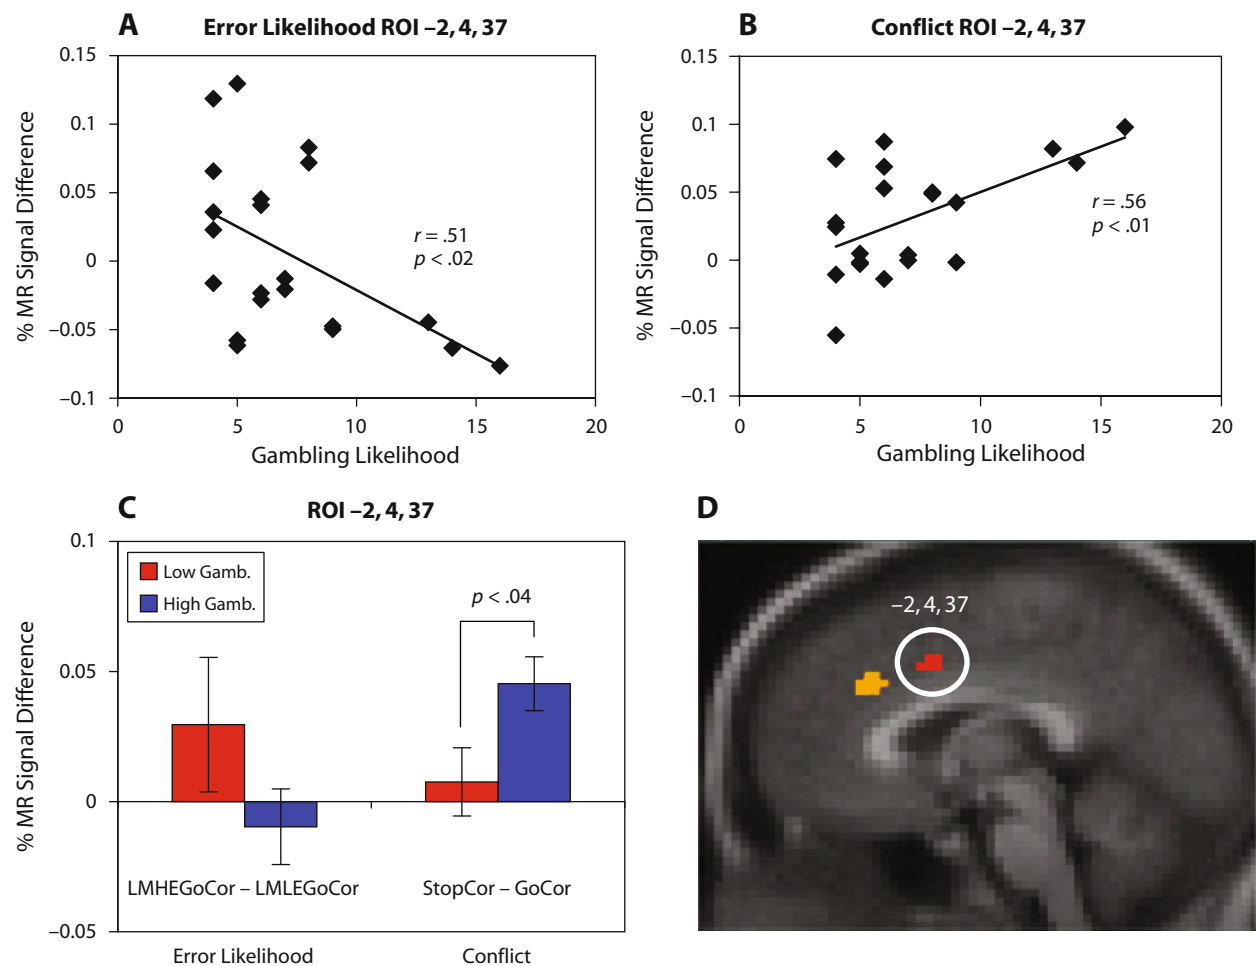 A
Error Likelihood ROI –2, 4, 37
% MR Signal Difference
0.15
0.1
0.05
0
–0.05
–0.1
r = .51
p < .02
0 5 10 15 20
Gambling Likelihood
B
Conflict ROI –2, 4, 37
% MR Signal Difference
0.15
0.1
0.05
0
–0.05
–0.1
r = .56
p < .01
0 5 10 15 20
Gambling Likelihood
C
ROI –2, 4, 37
% MR Signal Difference
0.1
0.05
0
–0.05
Low Gamb.
High Gamb.
p < .04
LMHEGoCor – LMLEGoCor
StopCor – GoCor
Error Likelihood
Conflict
D
–2, 4, 37